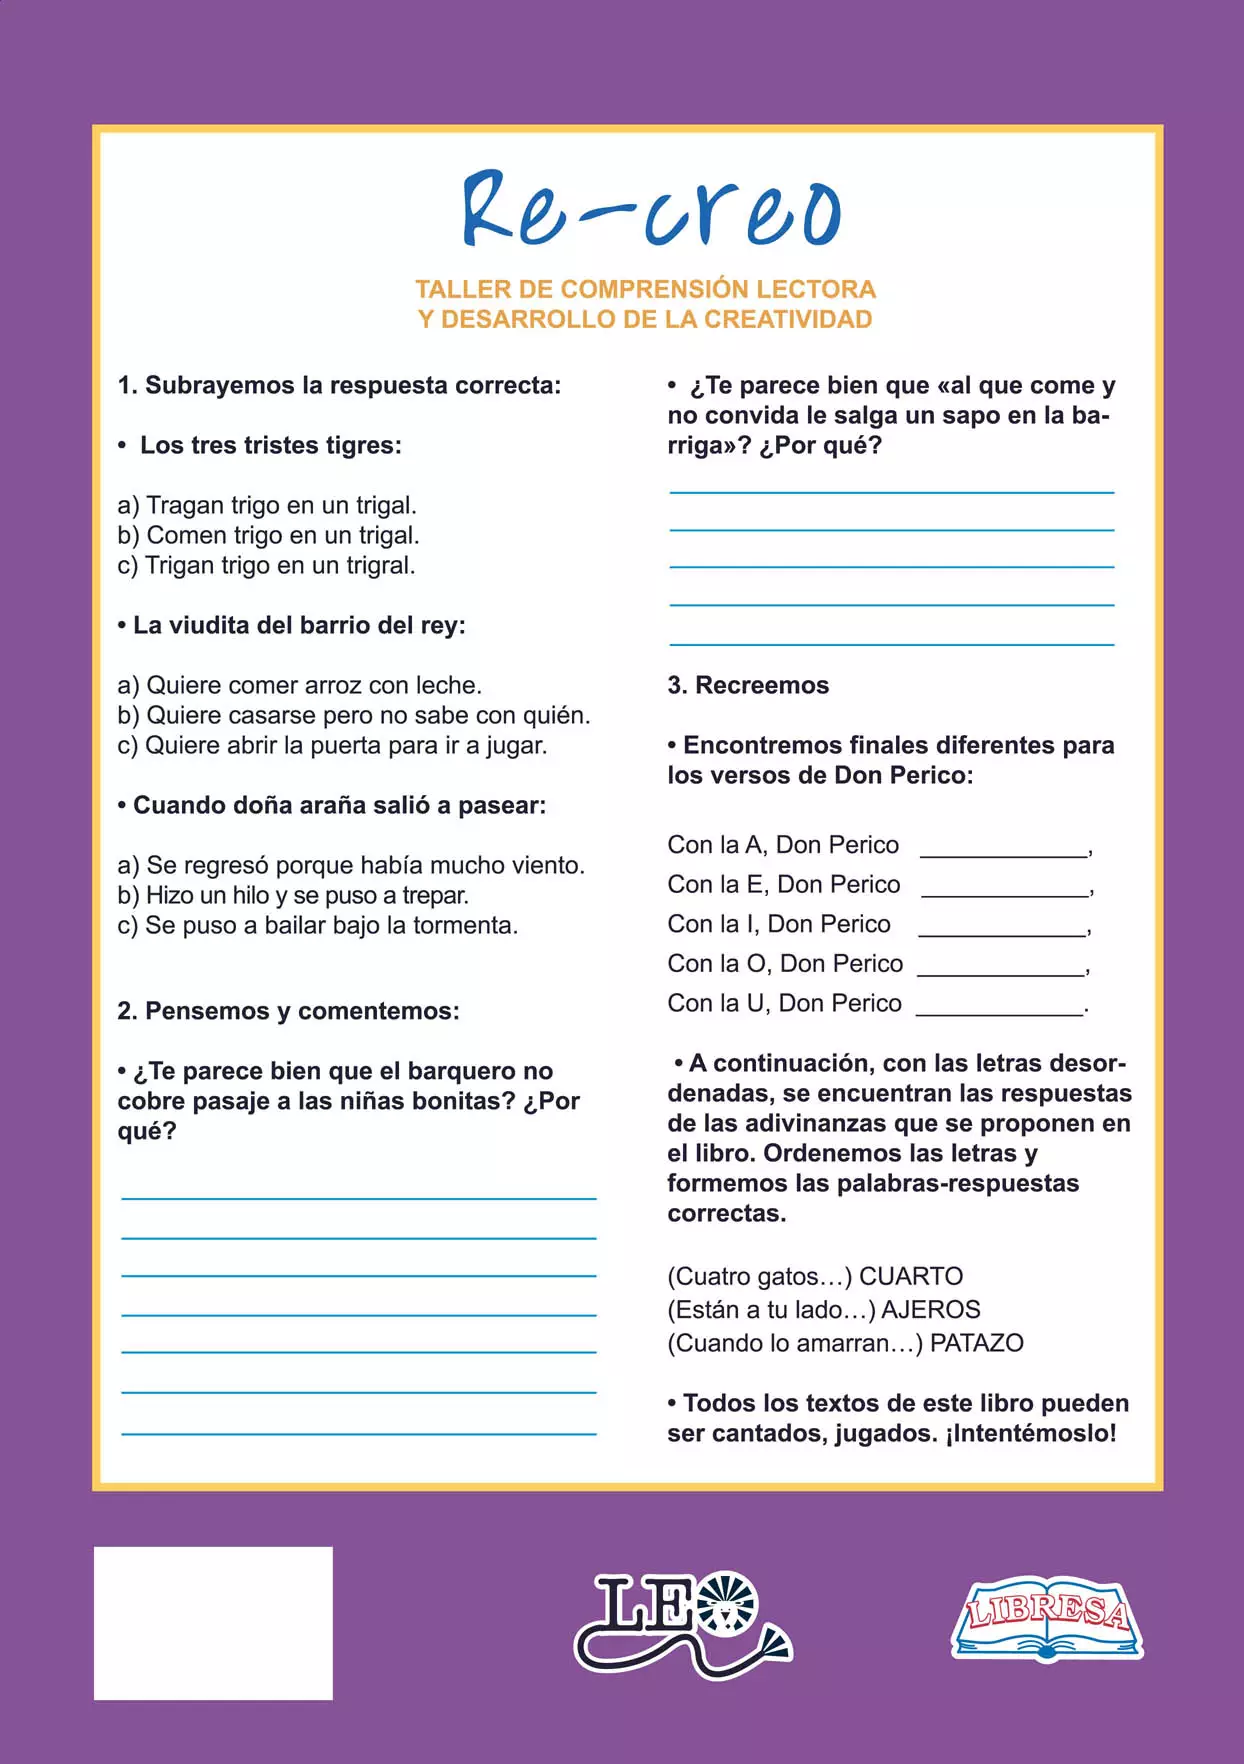 Re-creo
TALLER DE COMPRENSIÓN LECTORA
Y DESARROLLO DE LA CREATIVIDAD
1. Subrayemos la respuesta correcta:
• Los tres tristes tigres:
a) Tragan trigo en un trigal.
b) Comen trigo en un trigal.
c) Trigan trigo en un trigral.
• La viudita del barrio del rey:
a) Quiere comer arroz con leche.
b) Quiere casarse pero no sabe con quién.
c) Quiere abrir la puerta para ir a jugar.
• Cuando doña araña salió a pasear:
a) Se regresó porque había mucho viento.
b) Hizo un hilo y se puso a trepar.
c) Se puso a bailar bajo la tormenta.
2. Pensemos y comentemos:
• ¿Te parece bien que el barquero no
cobre pasaje a las niñas bonitas? ¿Por
qué?
• ¿Te parece bien que «al que come y
no convida le salga un sapo en la ba-
rriga»? ¿Por qué?
3. Recreemos
• Encontremos finales diferentes para
los versos de Don Perico:
Con la A, Don Perico ____________,
Con la E, Don Perico ____________,
Con la I, Don Perico ____________,
Con la O, Don Perico ____________,
Con la U, Don Perico ____________.
• A continuación, con las letras desor-
denadas, se encuentran las respuestas
de las adivinanzas que se proponen en
el libro. Ordenemos las letras y
formemos las palabras-respuestas
correctas.
(Cuatro gatos…) CUARTO
(Están a tu lado…) AJEROS
(Cuando lo amarran…) PATAZO
• Todos los textos de este libro pueden
ser cantados, jugados. ¡Intentémoslo!
LEO
LIBRESA